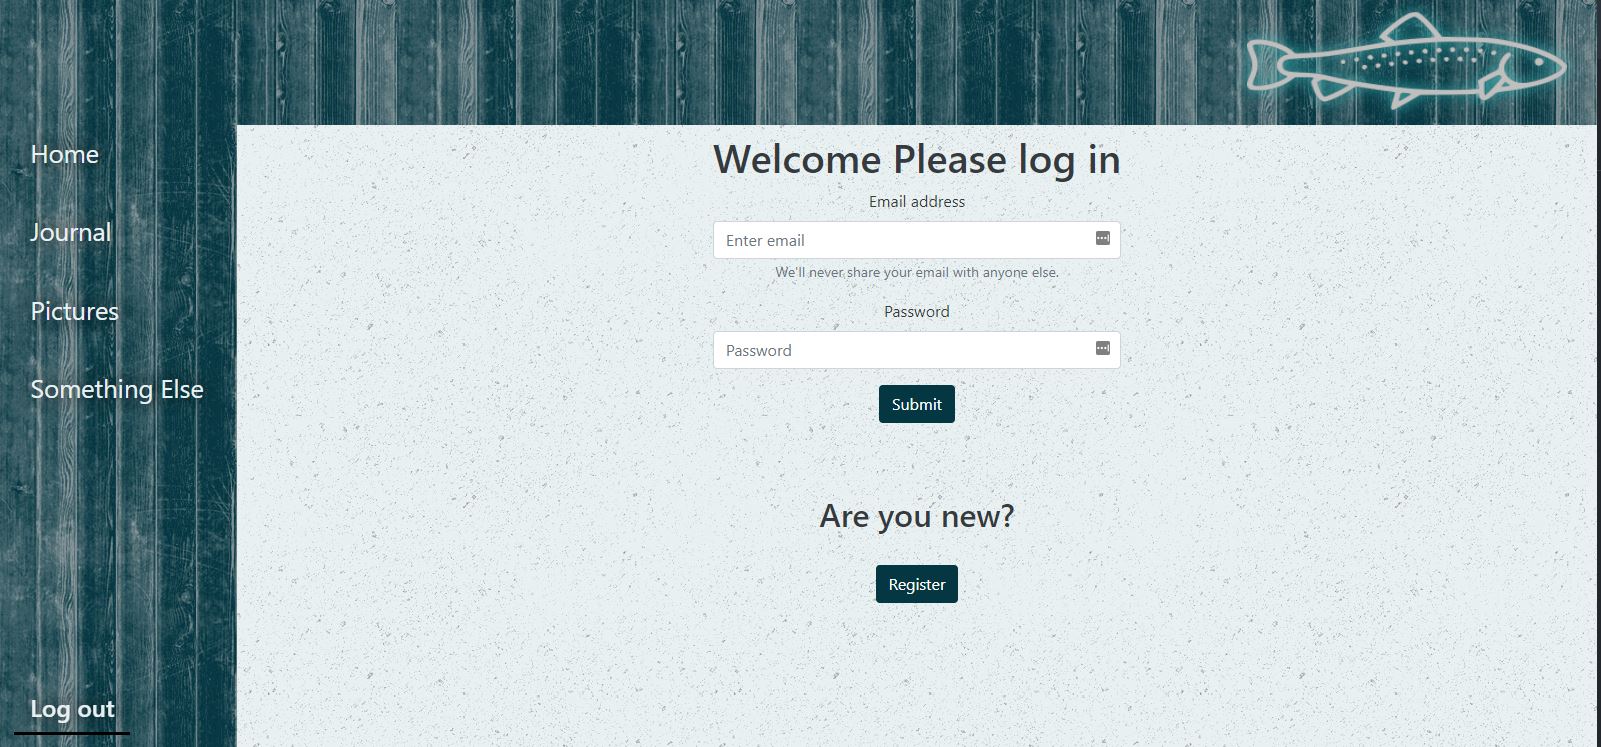 Home
Journal
Pictures
Something Else
Log out
Welcome Please log in
Email address
Enter email
We'll never share your email with anyone else.
Password
Password
Submit
Are you new?
Register